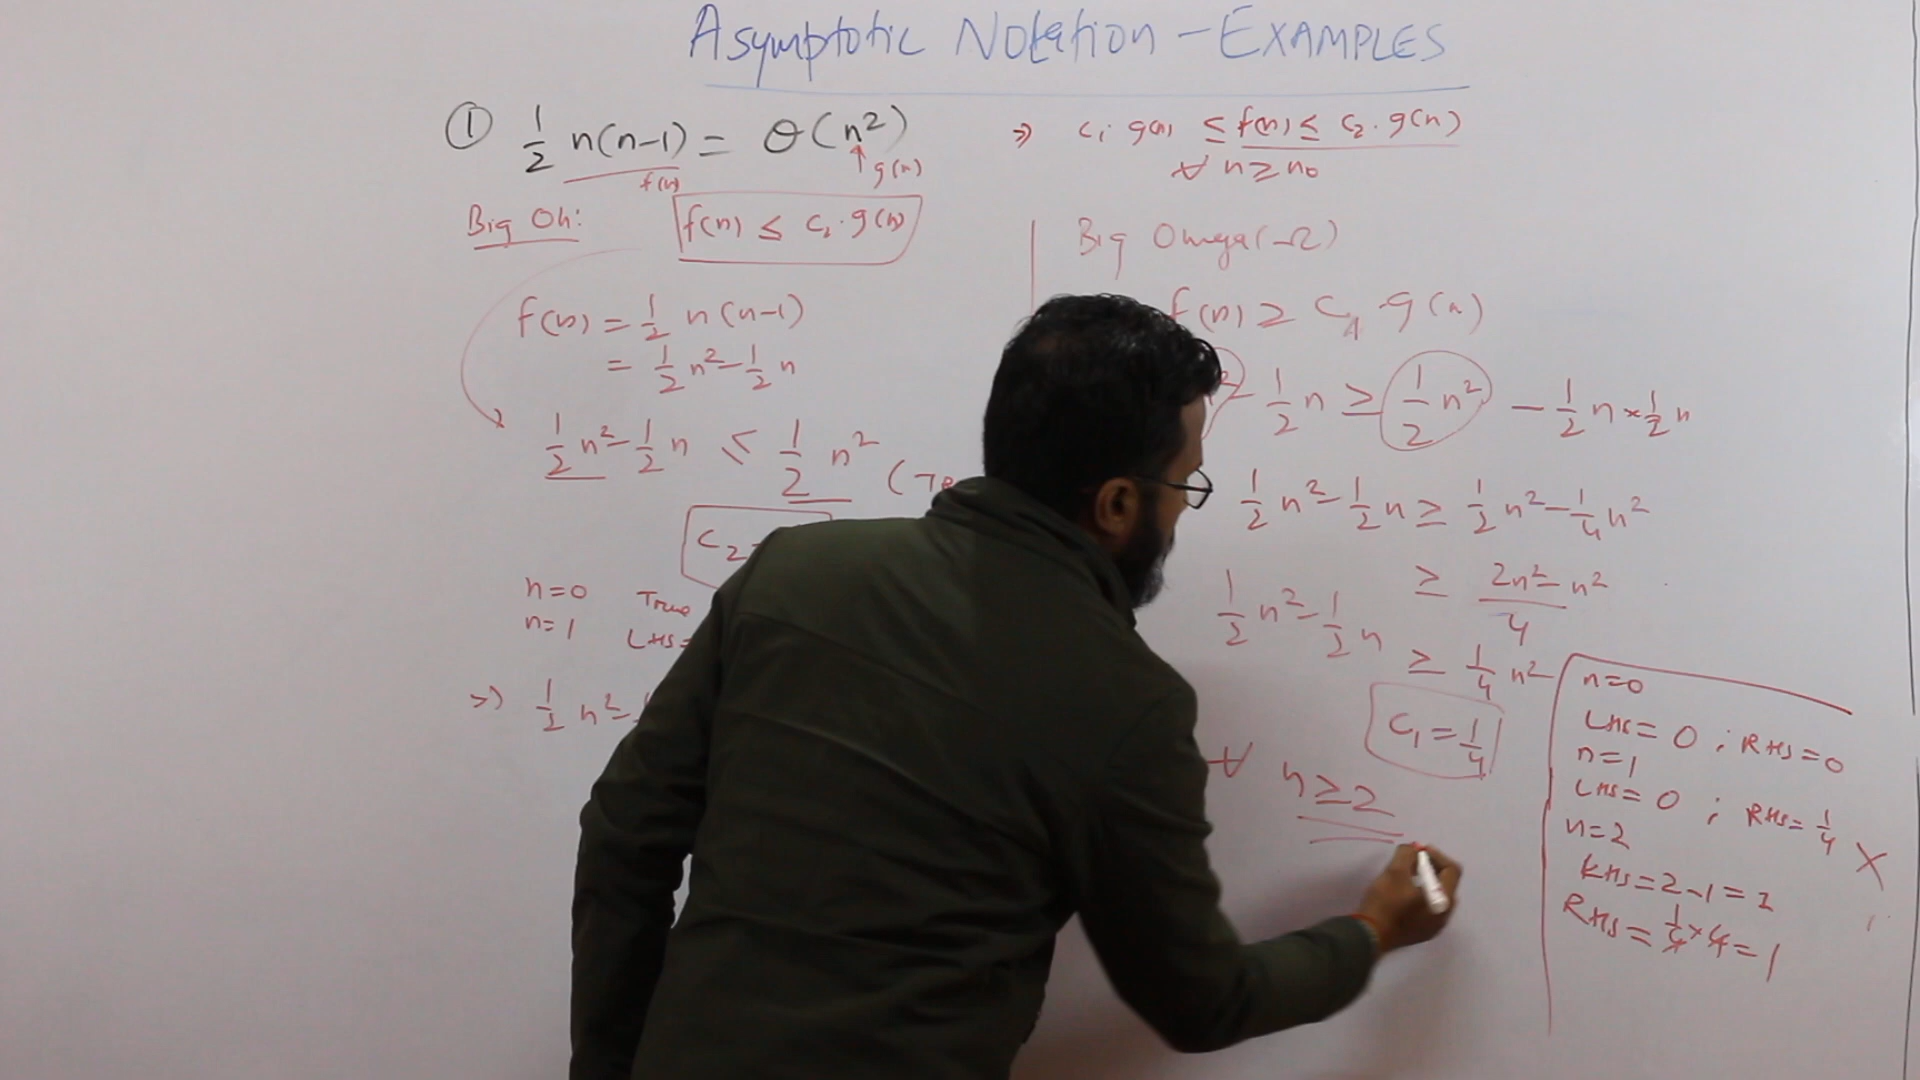 Asymptotic Notation - EXAMPLES
① 1/2 n(n-1) = θ(n²)
f(n)
g(n)
⇒ c₁ g(n) ≤ f(n) ≤ c₂ . g(n)
∀ n ≥ n₀
Big Oh:
f(n) ≤ c₂ . g(n)
f(n) = 1/2 n(n-1)
= 1/2 n² - 1/2 n
1/2 n² - 1/2 n ≤ 1/2 n²
C₂
n=0 True
n=1 LHS=
⇒ 1/2 n² -
Big Omega(Ω)
f(n) ≥ C₁ . g(n)
- 1/2 n ≥ 1/2 n² - 1/2 n × 1/2 n
1/2 n² - 1/2 n ≥ 1/2 n² - 1/4 n²
≥ 2n² - n² / 4
1/2 n² - 1/2 n ≥ 1/4 n²
C₁ = 1/4
∀ n ≥ 2
n=0
LHS = 0 ; RHS = 0
n=1
LHS = 0 ; RHS = 1/4 X
n=2
LHS = 2-1 = 1
RHS = 1/4 × 4 = 1